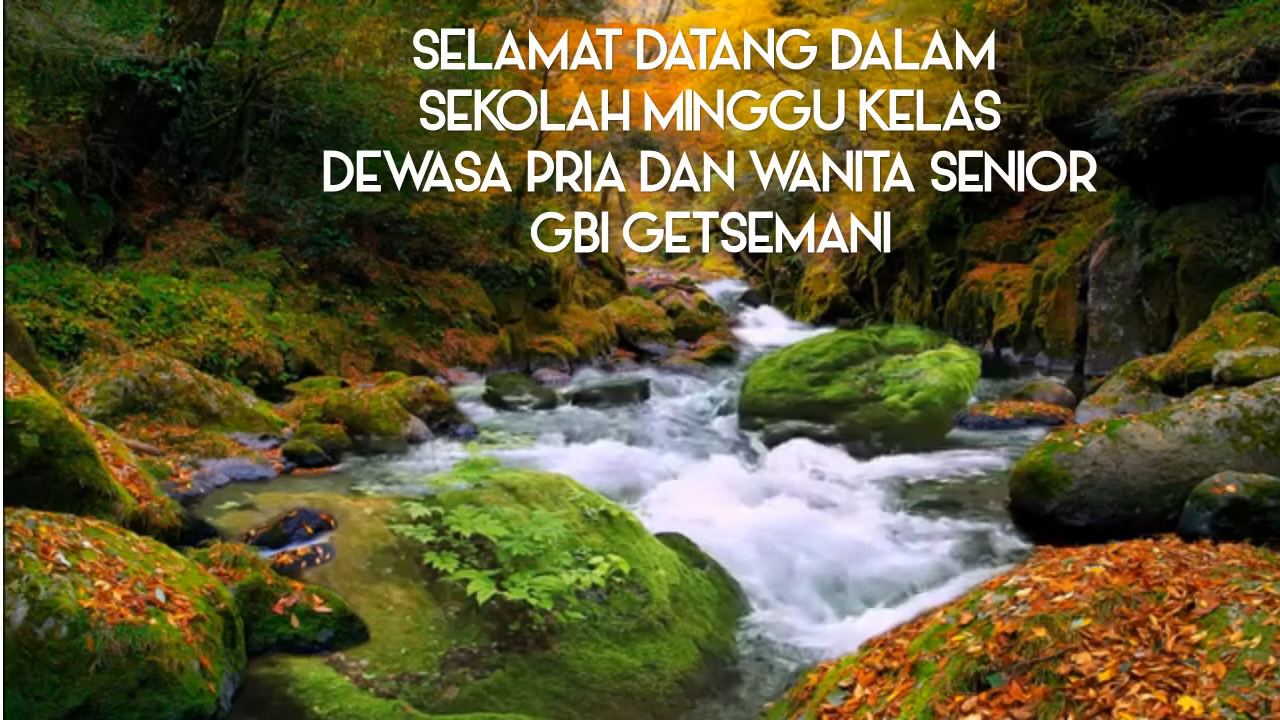 SELAMAT DATANG DALAM
SEKOLAH MINGGU KELAS
DEWASA PRIA DAN WANITA SENIOR
GBI GETSEMANI